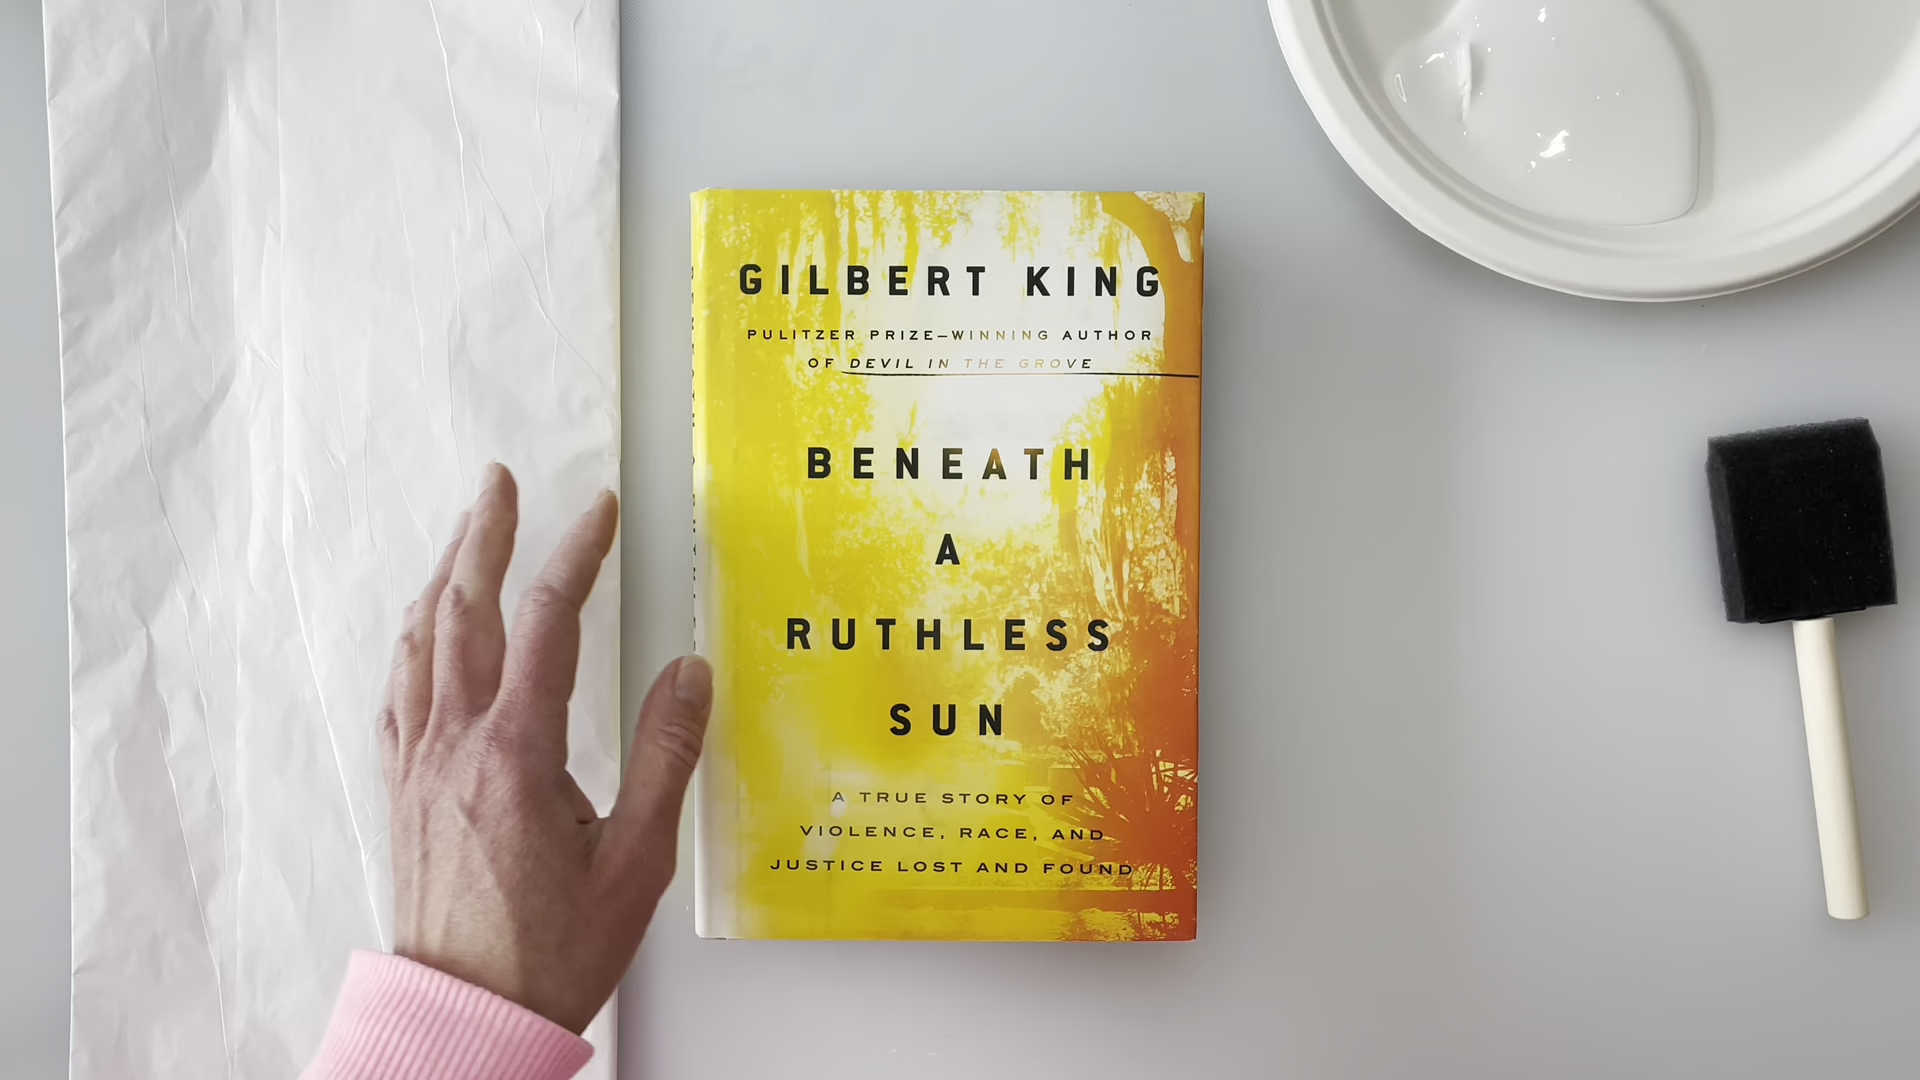 GILBERT KING
PULITZER PRIZE–WINNING AUTHOR
OF DEVIL IN THE GROVE
BENEATH
A
RUTHLESS
SUN
A TRUE STORY OF
VIOLENCE, RACE, AND
JUSTICE LOST AND FOUND